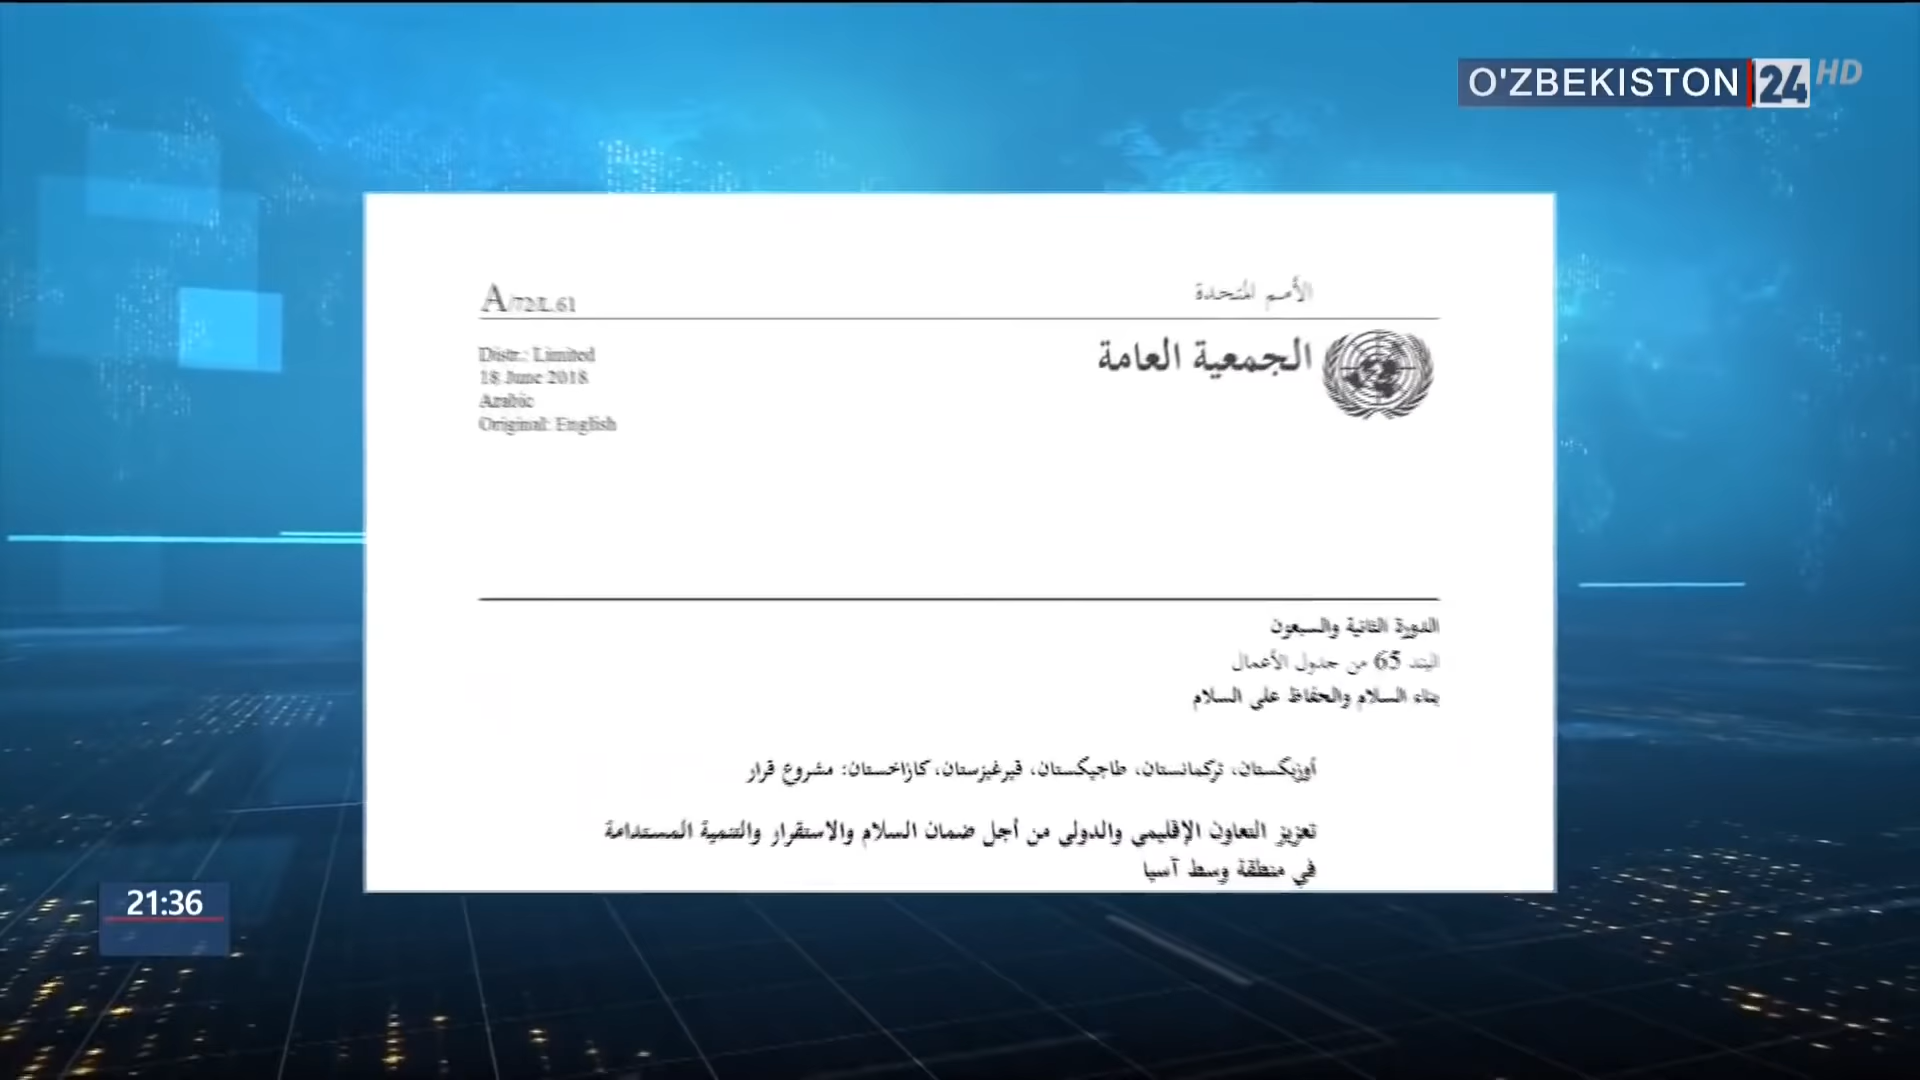 O'ZBEKISTON 24 HD
A/72/L.61
الأمم المتحدة
الجمعية العامة
Distr.: Limited
18 June 2018
Arabic
Original: English
الدورة الثانية والسبعون
البند 65 من جدول الأعمال
بناء السلام والحفاظ على السلام
أوزبكستان، تركمانستان، طاجيكستان، قيرغيزستان، كازاخستان: مشروع قرار
تعزيز التعاون الإقليمي والدولي من أجل ضمان السلام والاستقرار والتنمية المستدامة
في منطقة وسط آسيا
21:36